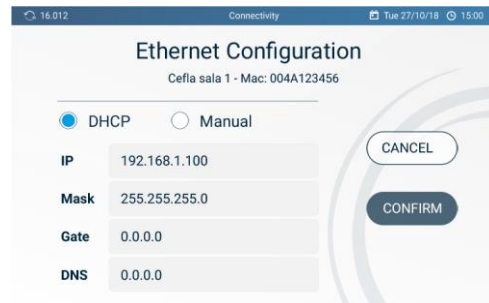 16.012 Connectivity Tue 27/10/18 15:00
Ethernet Configuration
Cefla sala 1 - Mac: 004A123456
DHCP Manual
IP 192.168.1.100
CANCEL
Mask 255.255.255.0
CONFIRM
Gate 0.0.0.0
DNS 0.0.0.0